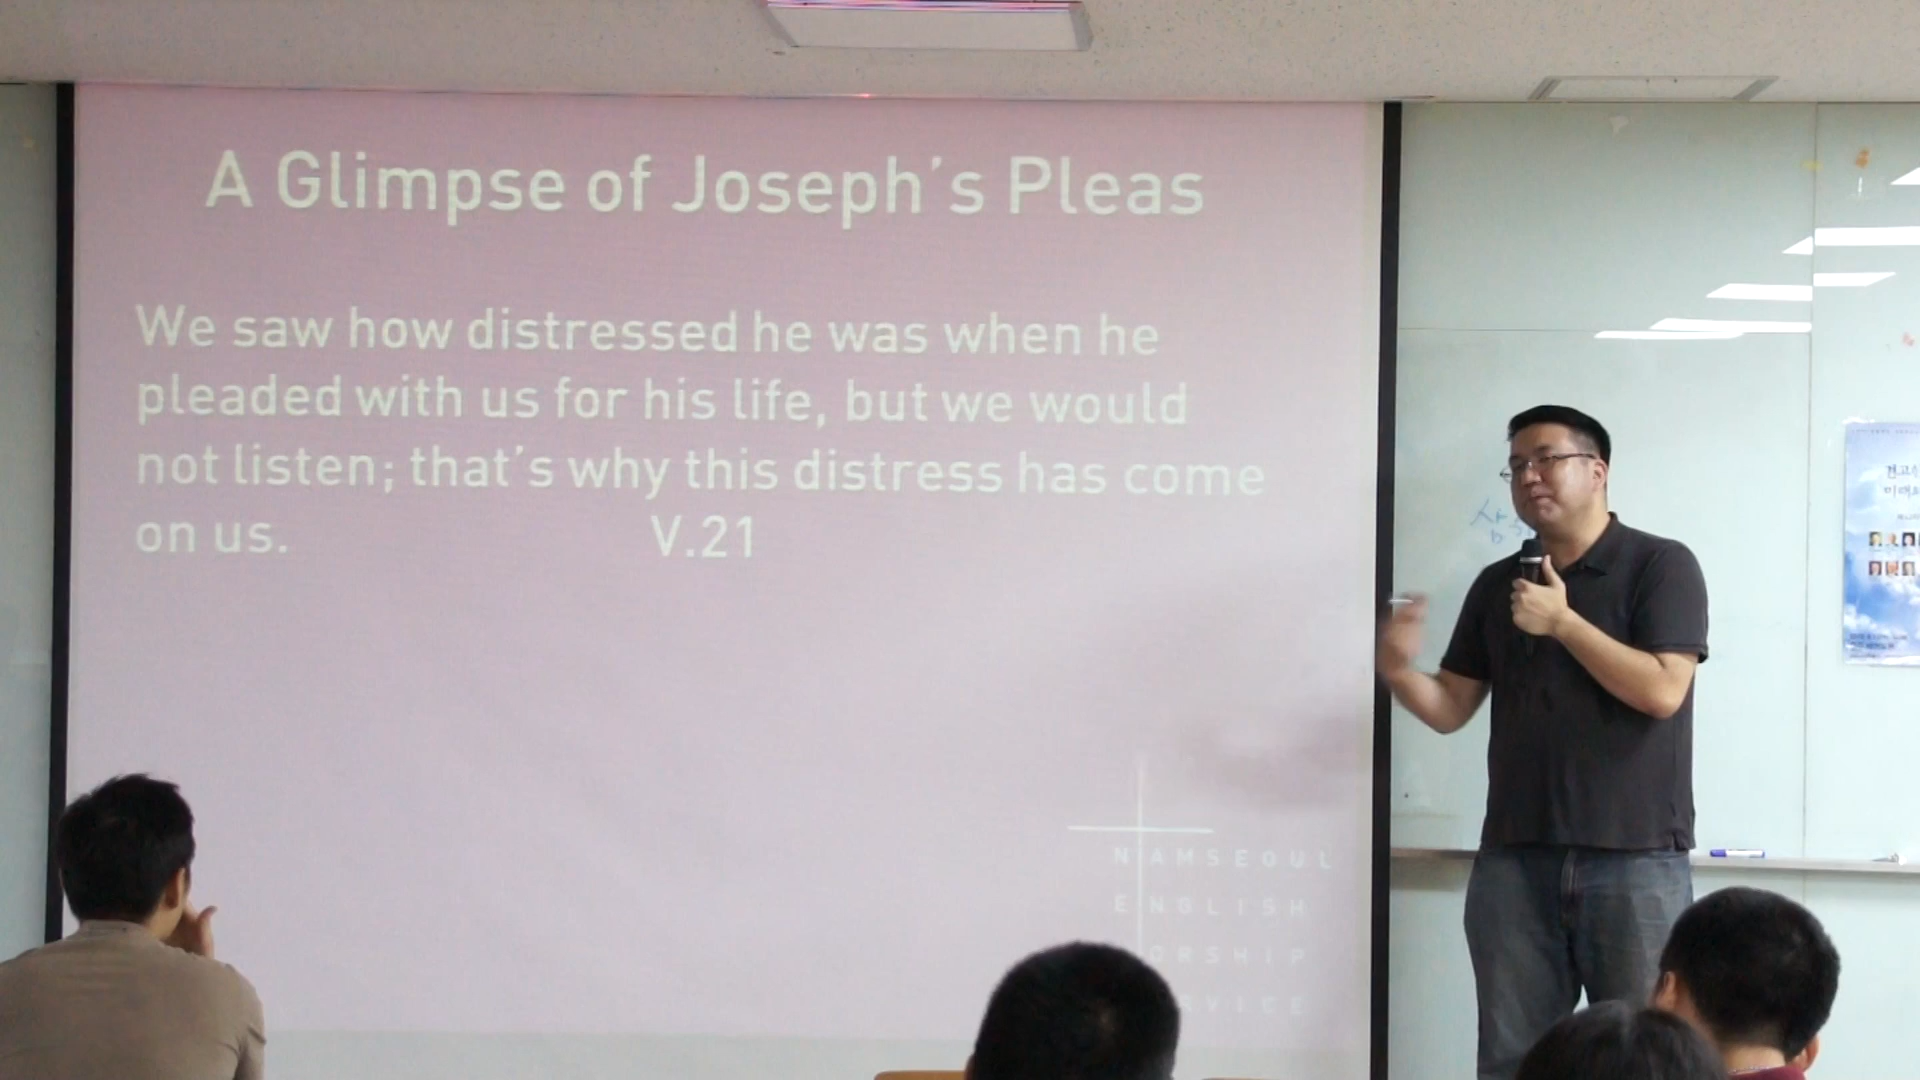 A Glimpse of Joseph's Pleas
We saw how distressed he was when he
pleaded with us for his life, but we would
not listen; that's why this distress has come
on us. V.21
NAMSEOUL
ENGLISH
ORSHIP